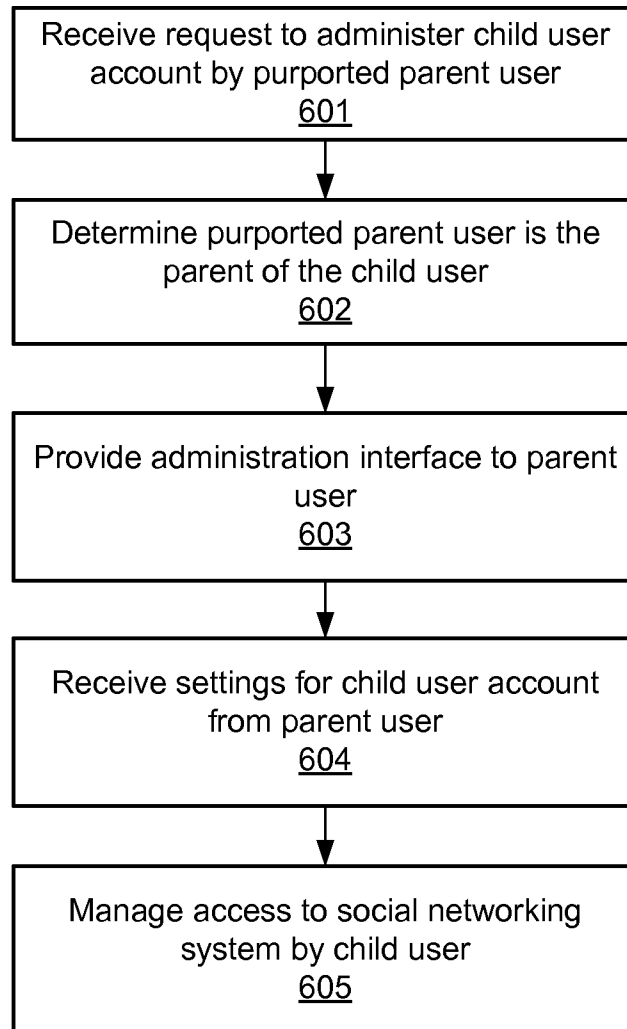 Receive request to administer child user
account by purported parent user
601
Determine purported parent user is the
parent of the child user
602
Provide administration interface to parent
user
603
Receive settings for child user account
from parent user
604
Manage access to social networking
system by child user
605